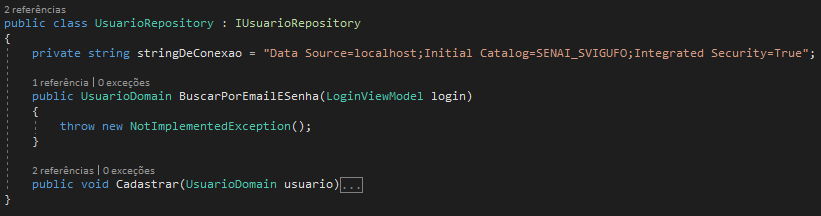 2 referências
public class UsuarioRepository : IUsuarioRepository
{
private string stringDeConexao = "Data Source=localhost;Initial Catalog=SENAI_SVIGUFO;Integrated Security=True";
1 referência | 0 exceções
public UsuarioDomain BuscarPorEmailESenha(LoginViewModel login)
{
throw new NotImplementedException();
}
2 referências | 0 exceções
public void Cadastrar(UsuarioDomain usuario)...
}